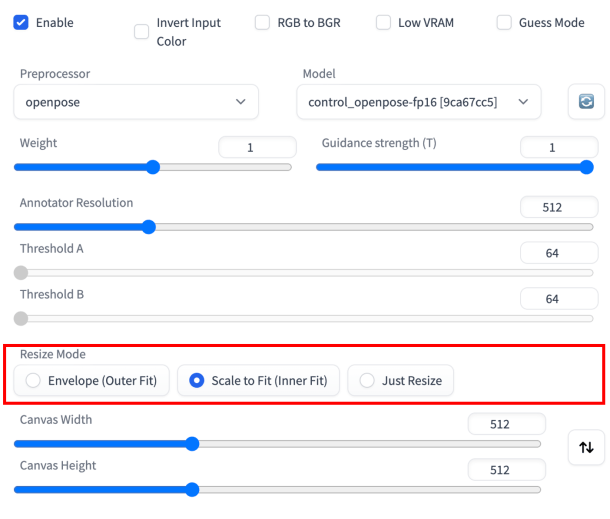 Enable
Invert Input
Color
RGB to BGR
Low VRAM
Guess Mode
Preprocessor
Model
openpose
control_openpose-fp16 [9ca67cc5]
Weight
1
Guidance strength (T)
1
Annotator Resolution
512
Threshold A
64
Threshold B
64
Resize Mode
Envelope (Outer Fit)
Scale to Fit (Inner Fit)
Just Resize
Canvas Width
512
Canvas Height
512